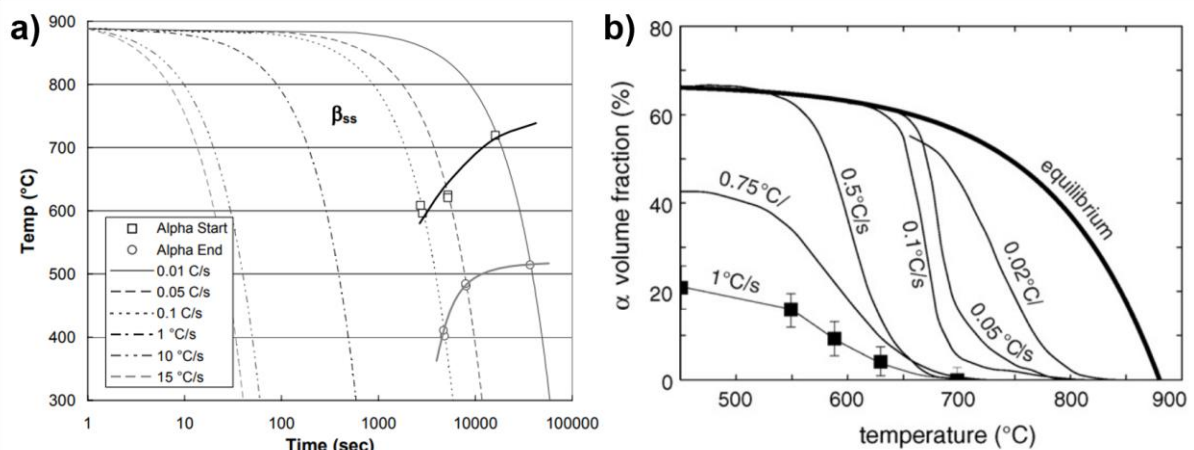 a)
900
800
700
600
500
400
300
Temp (°C)
βss
Alpha Start
Alpha End
0.01 C/s
0.05 C/s
0.1 C/s
1 °C/s
10 °C/s
15 °C/s
1
10
100
1000
10000
100000
Time (sec)
b)
80
60
40
20
0
α volume fraction (%)
equilibrium
0.75°C/
0.5°C/s
0.1°C/s
0.02°C/
0.05°C/s
1°C/s
500
600
700
800
900
temperature (°C)